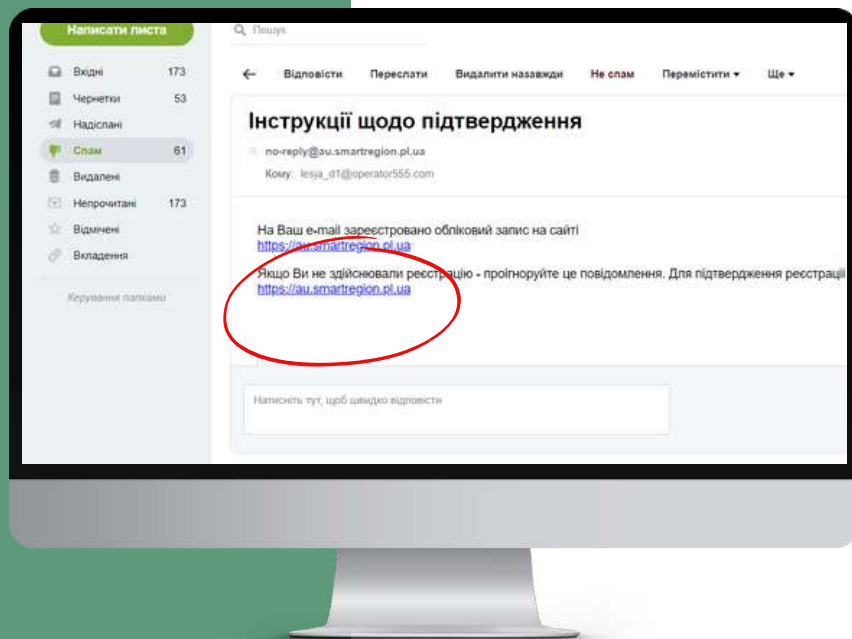 Написати листа
Пошук
Вхідні 173
Чернетки 53
Надіслані
Спам 61
Видалені
Непрочитані 173
Відмічені
Вкладення
Керування папками
Відповісти Переслати Видалити назавжди Не спам Перемістити Ще
Інструкції щодо підтвердження
no-reply@au.smartregion.pl.ua
Кому: lesja_d1@operator555.com
На Ваш e-mail зареєстровано обліковий запис на сайті
https://au.smartregion.pl.ua
Якщо Ви не здійснювали реєстрацію - проігноруйте це повідомлення. Для підтвердження реєстрації
https://au.smartregion.pl.ua
Натисніть тут, щоб швидко відповісти